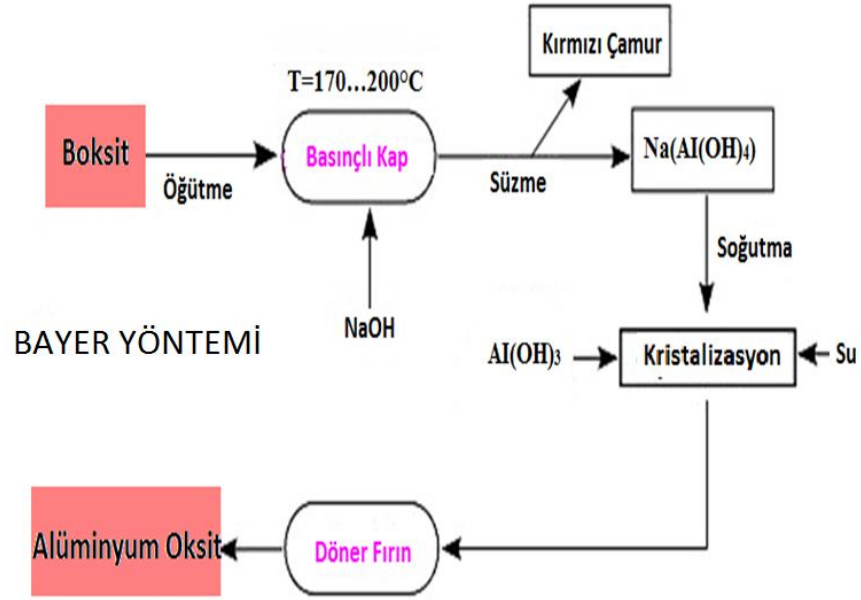 Kırmızı Çamur
T=170...200°C
Boksit
Öğütme
Basınçlı Kap
Süzme
Na(AI(OH)₄)
Soğutma
NaOH
BAYER YÖNTEMİ
AI(OH)₃
Kristalizasyon
Su
Alüminyum Oksit
Döner Fırın